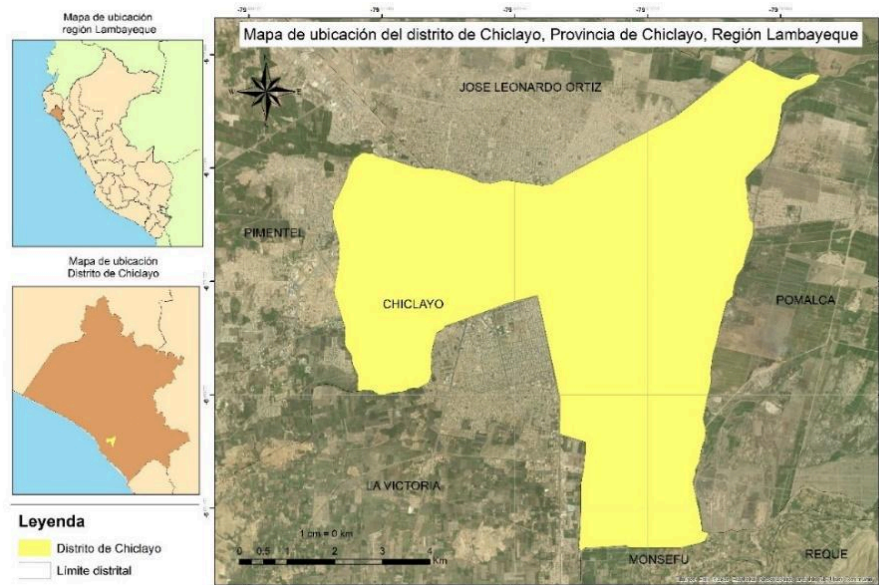 Mapa de ubicación
región Lambayeque
Mapa de ubicación
Distrito de Chiclayo
Leyenda
Distrito de Chiclayo
Límite distrital
Mapa de ubicación del distrito de Chiclayo, Provincia de Chiclayo, Región Lambayeque
N
W
E
S
JOSE LEONARDO ORTIZ
PIMENTEL
CHICLAYO
POMALCA
LA VICTORIA
1 cm = 0 km
0 0.5 1 2 3 4
Km
MONSEFU
REQUE